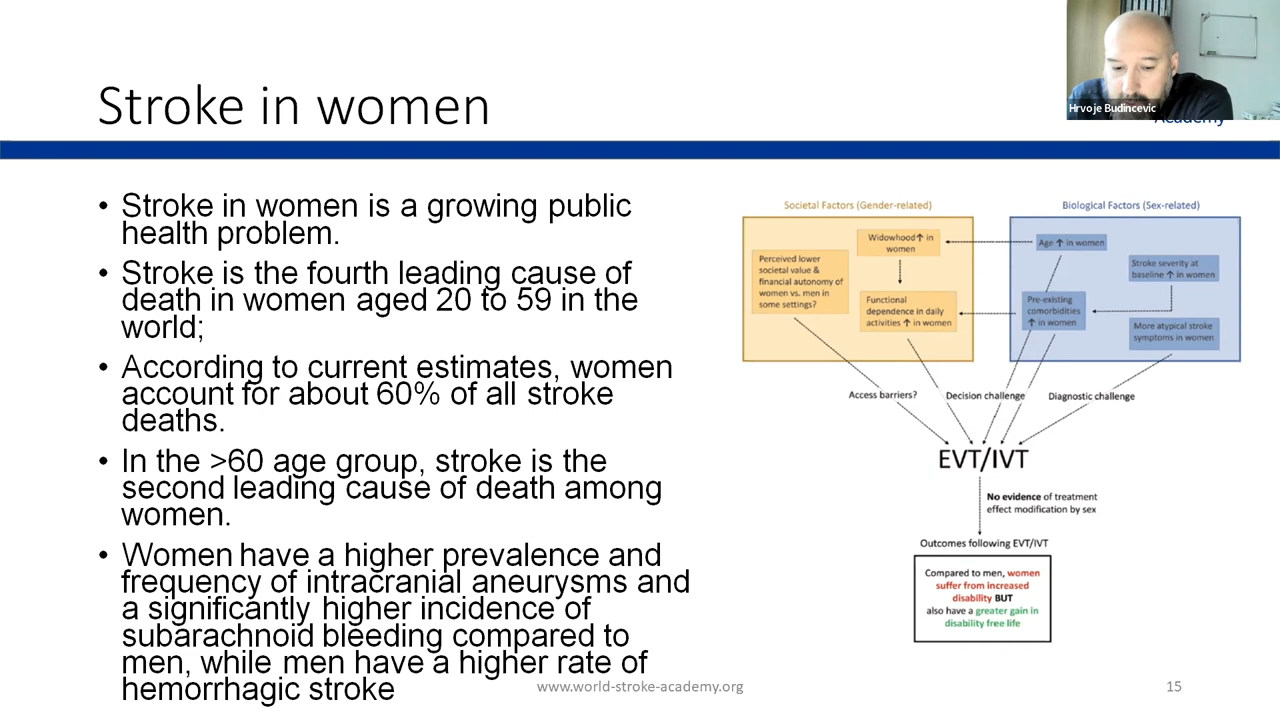 Hrvoje Budincevic
Academy
Stroke in women
• Stroke in women is a growing public
health problem.
• Stroke is the fourth leading cause of
death in women aged 20 to 59 in the
world;
• According to current estimates, women
account for about 60% of all stroke
deaths.
• In the >60 age group, stroke is the
second leading cause of death among
women.
• Women have a higher prevalence and
frequency of intracranial aneurysms and
a significantly higher incidence of
subarachnoid bleeding compared to
men, while men have a higher rate of
hemorrhagic stroke
Societal Factors (Gender-related)
Perceived lower
societal value &
financial autonomy of
women vs. men in
some settings?
Widowhood↑ in
women
Functional
dependence in daily
activities ↑ in women
Biological Factors (Sex-related)
Age ↑ in women
Stroke severity at
baseline ↑ in women
Pre-existing
comorbidities
↑ in women
More atypical stroke
symptoms in women
Access barriers?
Decision challenge
Diagnostic challenge
EVT/IVT
No evidence of treatment
effect modification by sex
Outcomes following EVT/IVT
Compared to men, women
suffer from increased
disability BUT
also have a greater gain in
disability free life
www.world-stroke-academy.org
15